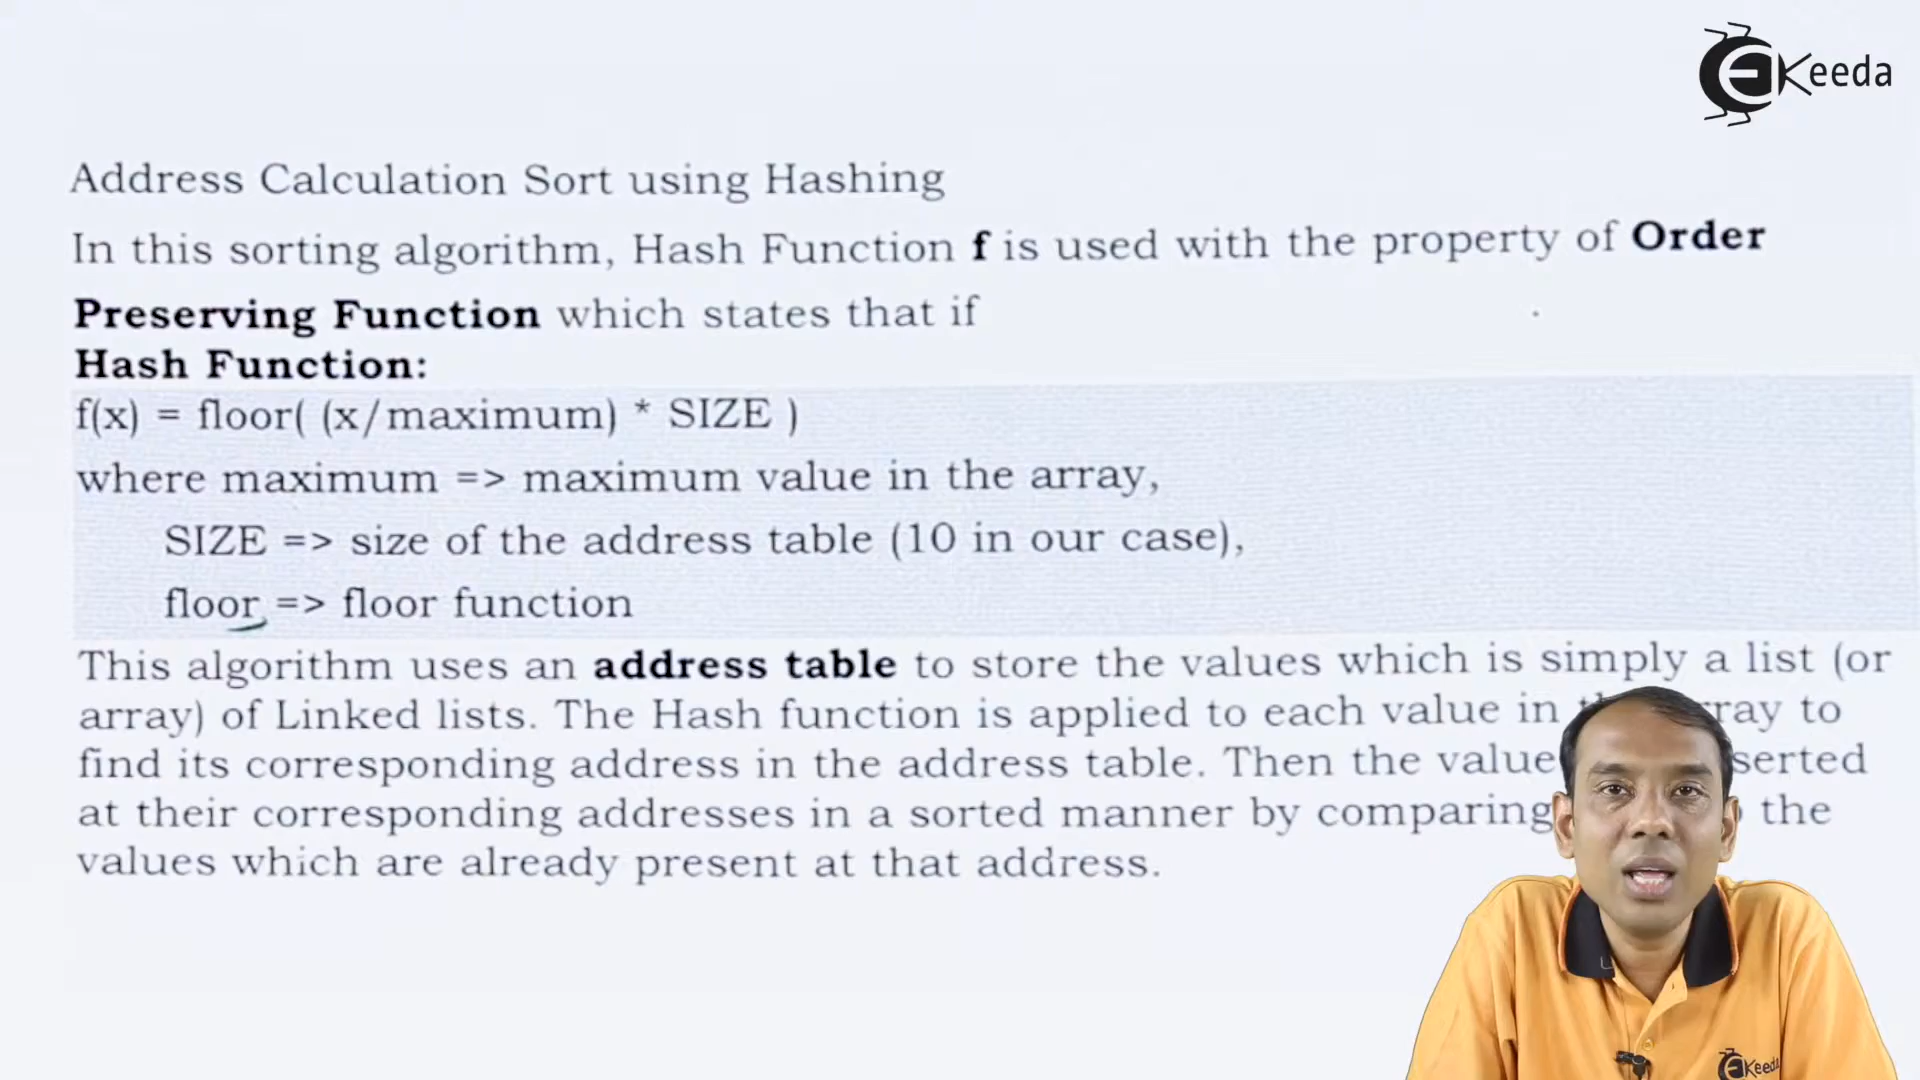 Keeda
Address Calculation Sort using Hashing
In this sorting algorithm, Hash Function f is used with the property of Order
Preserving Function which states that if
Hash Function:
f(x) = floor( (x/maximum) * SIZE )
where maximum => maximum value in the array,
SIZE => size of the address table (10 in our case),
floor => floor function
This algorithm uses an address table to store the values which is simply a list (or
array) of Linked lists. The Hash function is applied to each value in to
find its corresponding address in the address table. Then the
at their corresponding addresses in a sorted manner by comparing the
values which are already present at that address.
Keeda